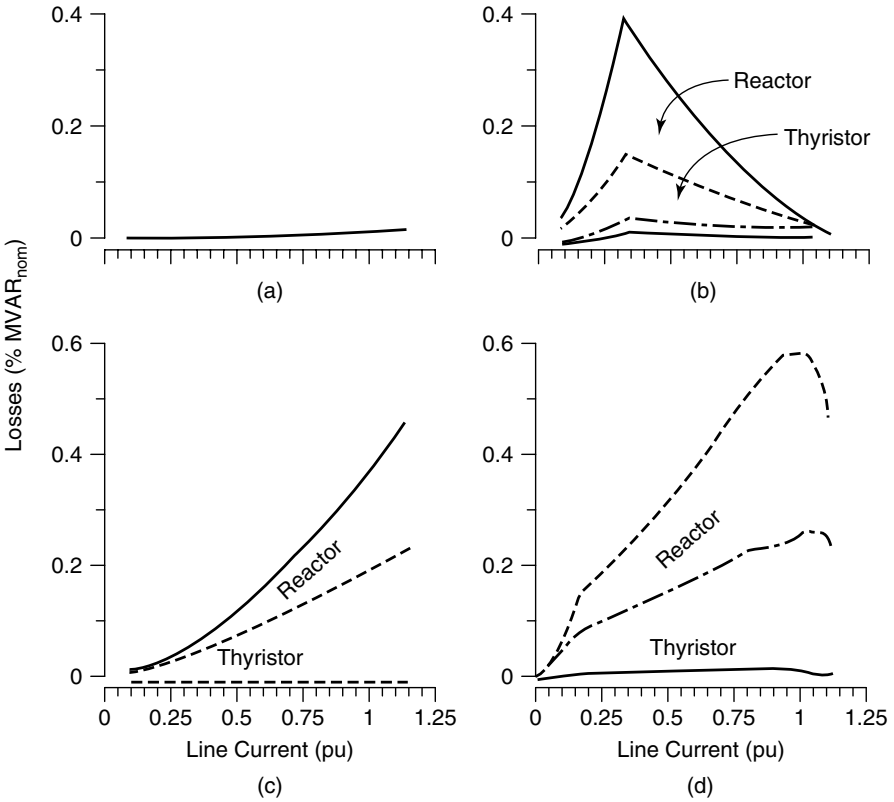 Losses (% MVARnom)
0.4
0.2
0
(a)
0.4
0.2
0
Reactor
Thyristor
(b)
0.6
0.4
0.2
0
Reactor
Thyristor
0 0.25 0.5 0.75 1 1.25
Line Current (pu)
(c)
0.6
0.4
0.2
0
Reactor
Thyristor
0 0.25 0.5 0.75 1 1.25
Line Current (pu)
(d)